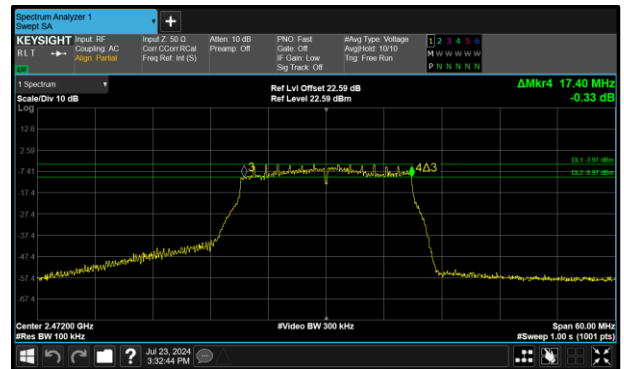 Spectrum Analyzer 1
Swept SA
+
KEYSIGHT Input: RF Input Z: 50 Ω Atten: 10 dB PNO: Fast #Avg Type: Voltage 1 2 3 4 5 6
RLT Coupling: AC Corr CCorr RCal Preamp: Off Gate: Off Avg|Hold: 10/10 M W W W W W
Align: Partial Freq Ref: Int (S) IF Gain: Low Trig: Free Run
Sig Track: Off P N N N N N
1 Spectrum Ref Lvl Offset 22.59 dB ΔMkr4 17.40 MHz
Scale/Div 10 dB Ref Level 22.59 dBm -0.33 dB
Log
12.6
2.59
DL1 -3.97 dBm
3 4Δ3
-7.41 DL2 -9.97 dBm
-17.4
-27.4
-37.4
-47.4
-57.4
-67.4
Center 2.47200 GHz #Video BW 300 kHz Span 60.00 MHz
#Res BW 100 kHz #Sweep 1.00 s (1001 pts)
? Jul 23, 2024
3:32:44 PM